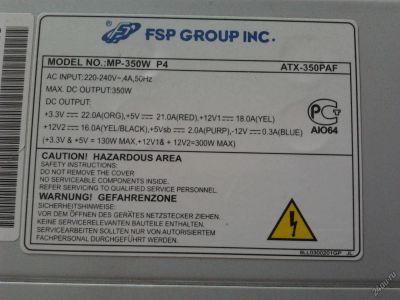 FSP GROUP INC.
MODEL NO.:MP-350W P4 ATX-350PAF
AC INPUT:220-240V~,4A,50Hz
MAX. DC OUTPUT:350W
DC OUTPUT:
+3.3V ⎓ 22.0A(ORG),+5V ⎓ 21.0A(RED),+12V1 ⎓ 18.0A(YEL)
+12V2 ⎓ 16.0A(YEL/BLACK),+5Vsb ⎓ 2.0A(PURPLE),-12V ⎓ 0.3A(BLUE)
(+3.3V & +5V = 130W MAX.,+12V1& +12V2=300W MAX)
АЮ64
CAUTION! HAZARDOUS AREA
SAFETY INSTRUCTIONS:
DO NOT REMOVE THE COVER
NO SERVICEABLE COMPONENTS INSIDE.
REFER SERVICING TO QUALIFIED PERSONNEL ONLY.
WARNUNG! GEFAHRENZONE
SICHERHEITSHINWEIS:
VOR DEM ÖFFNEN DES GERÄTES NETZSTECKER ZIEHEN.
KEINE SERVICERELEVANTEN BAUTEILE ENTHALTEN.
SERVICEARBEITEN SOLLTEN NUR VON AUTORISIERTEM
FACHPERSONAL DURCHGEFÜHRT WERDEN.
24au.ru